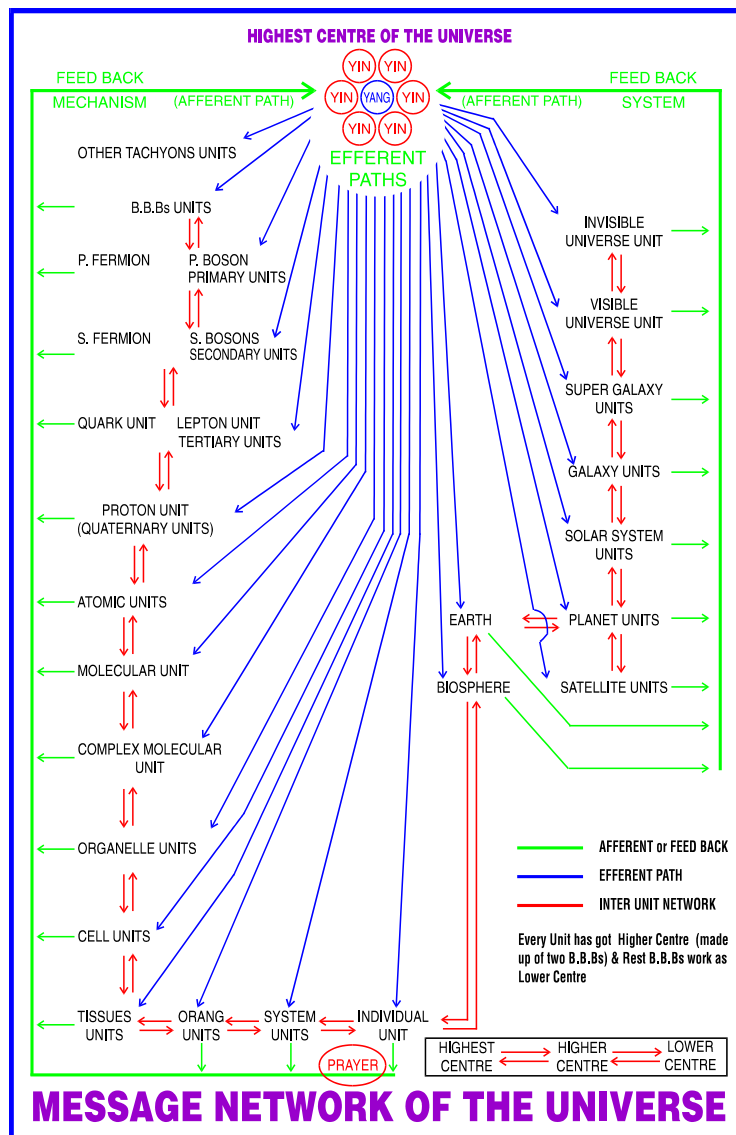 HIGHEST CENTRE OF THE UNIVERSE
FEED BACK
MECHANISM
(AFFERENT PATH)
YIN YIN
YIN YANG YIN
YIN YIN
(AFFERENT PATH)
FEED BACK
SYSTEM
EFFERENT
PATHS
OTHER TACHYONS UNITS
B.B.Bs UNITS
P. FERMION
P. BOSON
PRIMARY UNITS
S. FERMION
S. BOSONS
SECONDARY UNITS
QUARK UNIT
LEPTON UNIT
TERTIARY UNITS
PROTON UNIT
(QUATERNARY UNITS)
ATOMIC UNITS
MOLECULAR UNIT
COMPLEX MOLECULAR
UNIT
ORGANELLE UNITS
CELL UNITS
TISSUES
UNITS
ORANG
UNITS
SYSTEM
UNITS
INDIVIDUAL
UNIT
PRAYER
INVISIBLE
UNIVERSE UNIT
VISIBLE
UNIVERSE UNIT
SUPER GALAXY
UNITS
GALAXY UNITS
SOLAR SYSTEM
UNITS
EARTH
PLANET UNITS
BIOSPHERE
SATELLITE UNITS
AFFERENT or FEED BACK
EFFERENT PATH
INTER UNIT NETWORK
Every Unit has got Higher Centre (made
up of two B.B.Bs) & Rest B.B.Bs work as
Lower Centre
HIGHEST
CENTRE
HIGHER
CENTRE
LOWER
CENTRE
MESSAGE NETWORK OF THE UNIVERSE